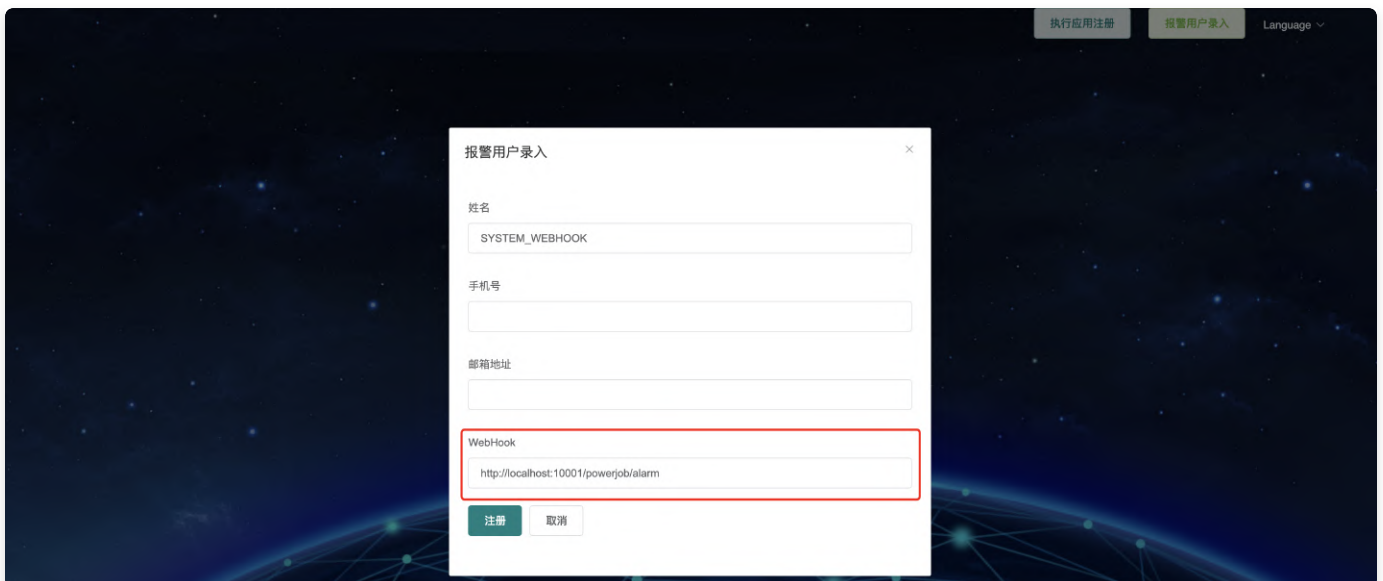 执行应用注册
报警用户录入
Language
报警用户录入
姓名
SYSTEM_WEBHOOK
手机号
邮箱地址
WebHook
http://localhost:10001/powerjob/alarm
注册
取消